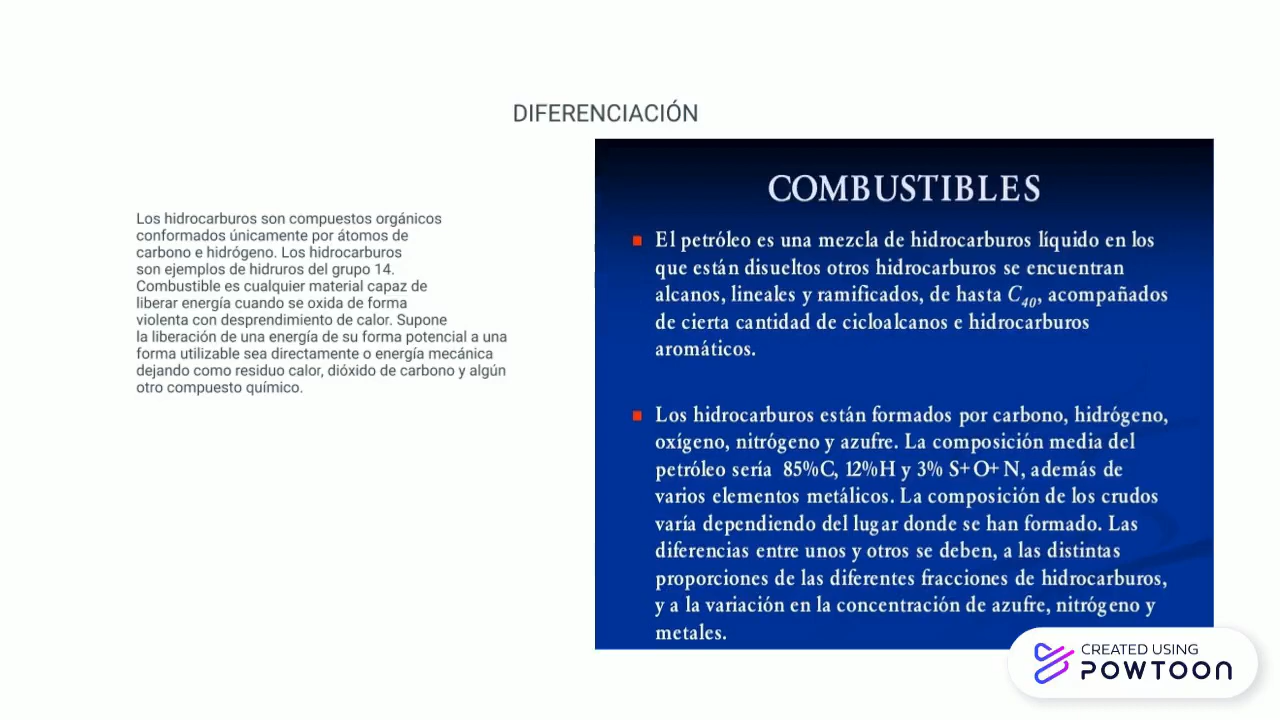 DIFERENCIACIÓN
Los hidrocarburos son compuestos orgánicos
conformados únicamente por átomos de
carbono e hidrógeno. Los hidrocarburos
son ejemplos de hidruros del grupo 14.
Combustible es cualquier material capaz de
liberar energía cuando se oxida de forma
violenta con desprendimiento de calor. Supone
la liberación de una energía de su forma potencial a una
forma utilizable sea directamente o energía mecánica
dejando como residuo calor, dióxido de carbono y algún
otro compuesto químico.
COMBUSTIBLES
El petróleo es una mezcla de hidrocarburos líquido en los
que están disueltos otros hidrocarburos se encuentran
alcanos, lineales y ramificados, de hasta C40, acompañados
de cierta cantidad de cicloalcanos e hidrocarburos
aromáticos.
Los hidrocarburos están formados por carbono, hidrógeno,
oxígeno, nitrógeno y azufre. La composición media del
petróleo sería 85%C, 12%H y 3% S+O+N, además de
varios elementos metálicos. La composición de los crudos
varía dependiendo del lugar donde se han formado. Las
diferencias entre unos y otros se deben, a las distintas
proporciones de las diferentes fracciones de hidrocarburos,
y a la variación en la concentración de azufre, nitrógeno y
metales.
CREATED USING
POWTOON